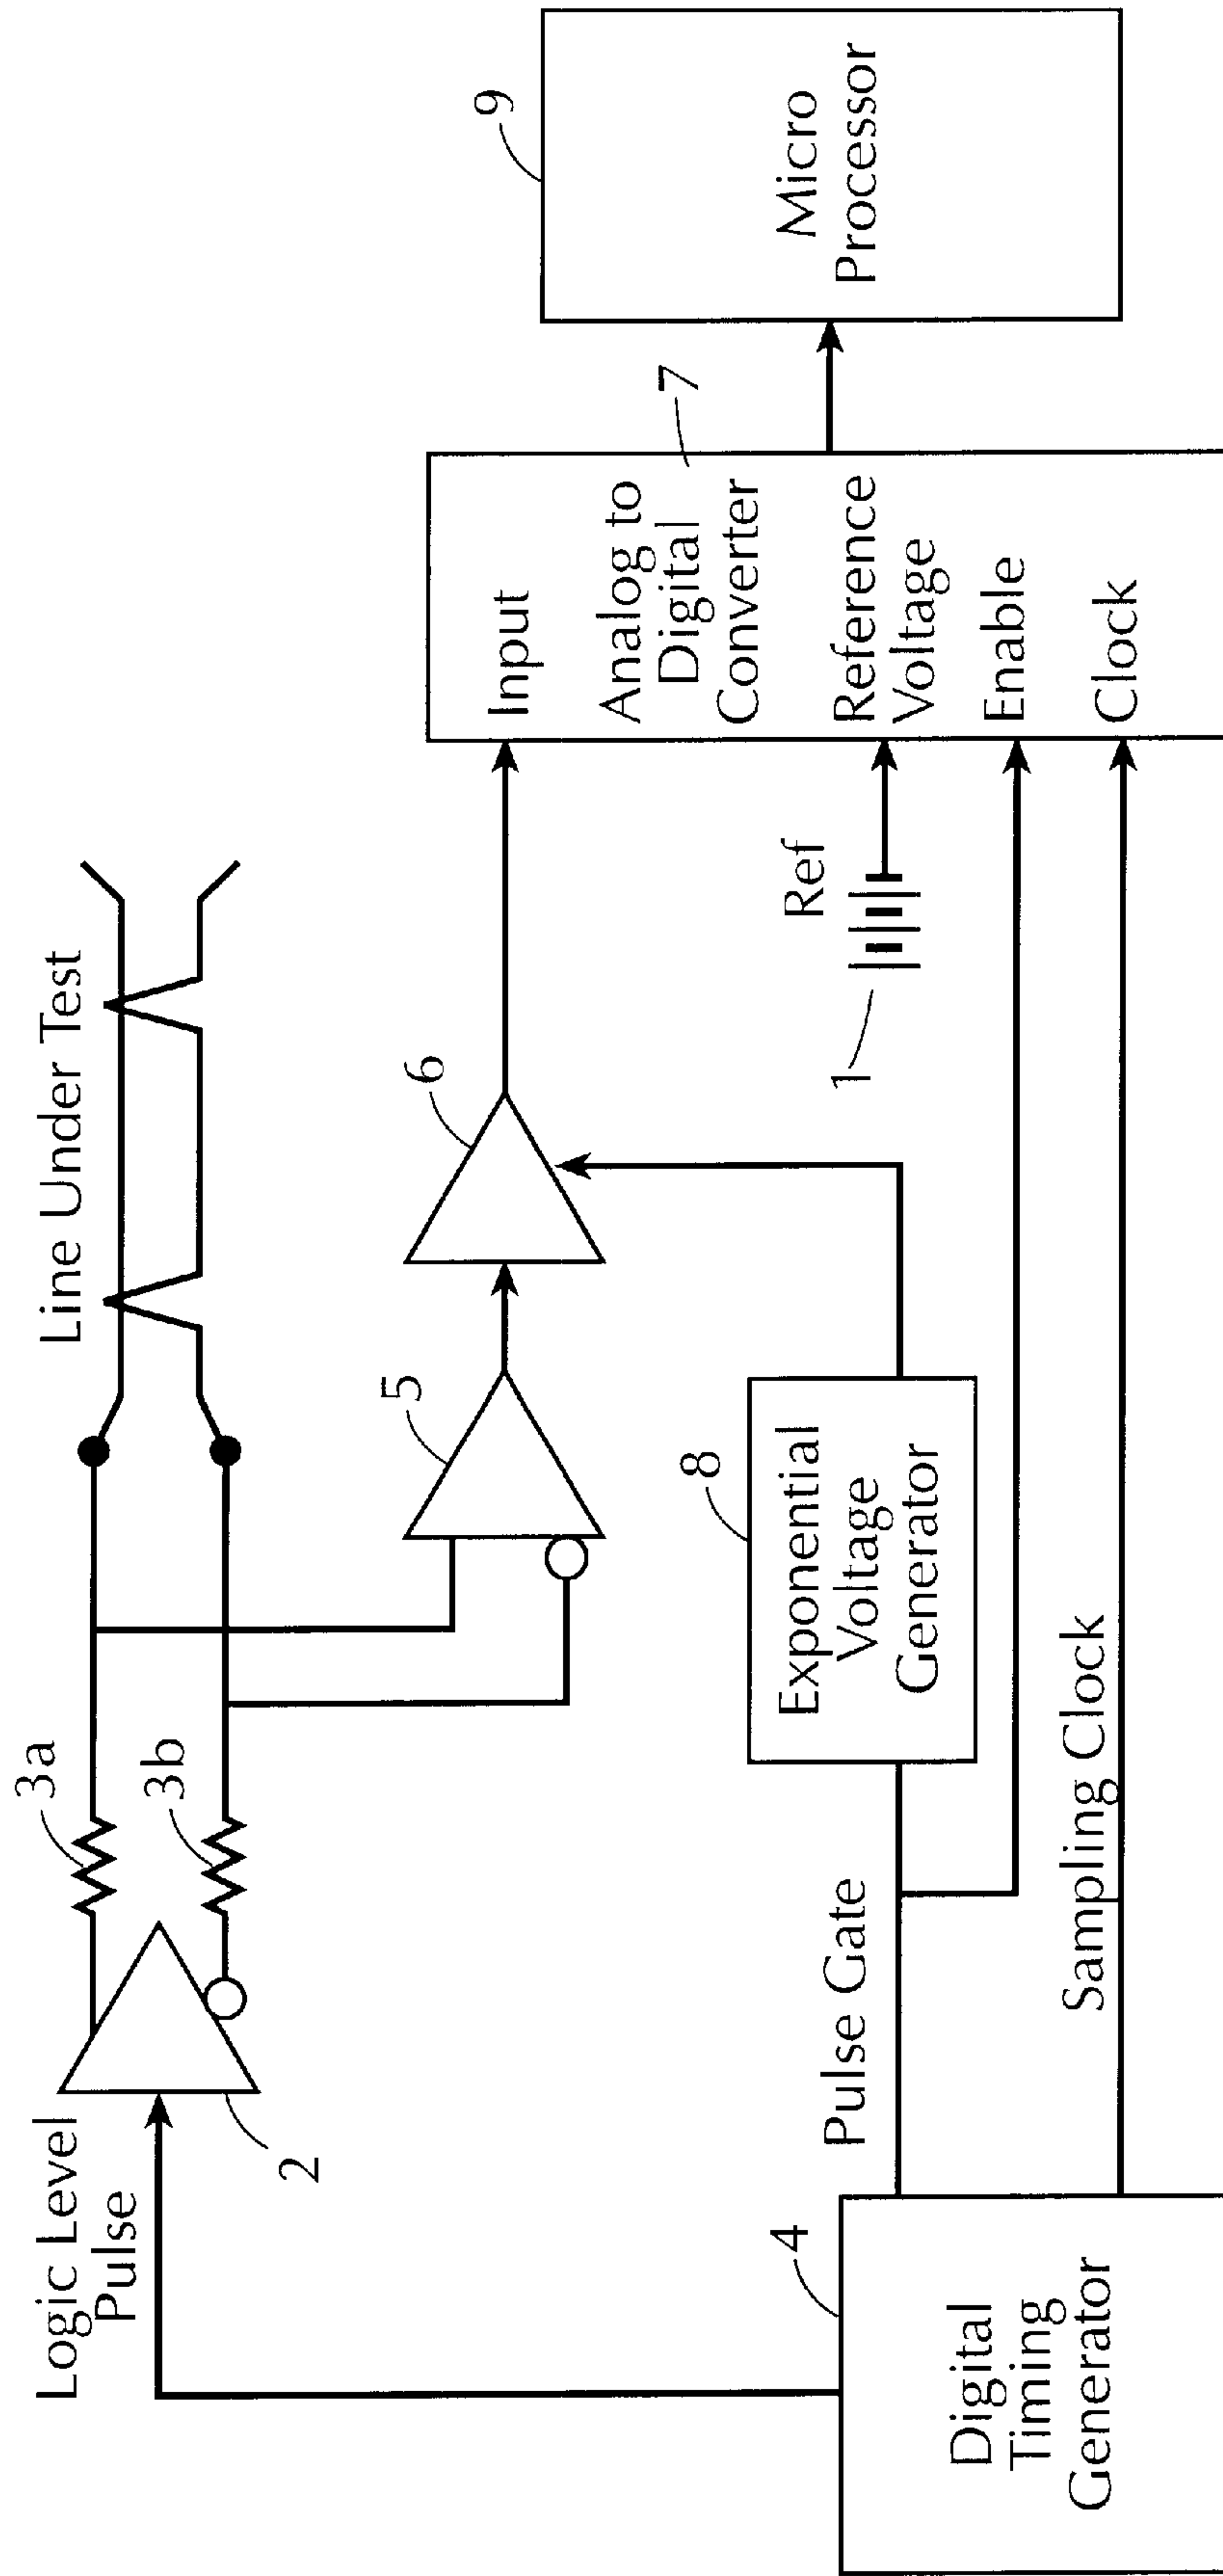 Line Under Test
Logic Level
Pulse
2
3a
3b
5
6
Input
Analog to
Digital
Converter
7
Reference
Voltage
Enable
Clock
9
Micro
Processor
Ref
1
8
Exponential
Voltage
Generator
Pulse Gate
Sampling Clock
4
Digital
Timing
Generator